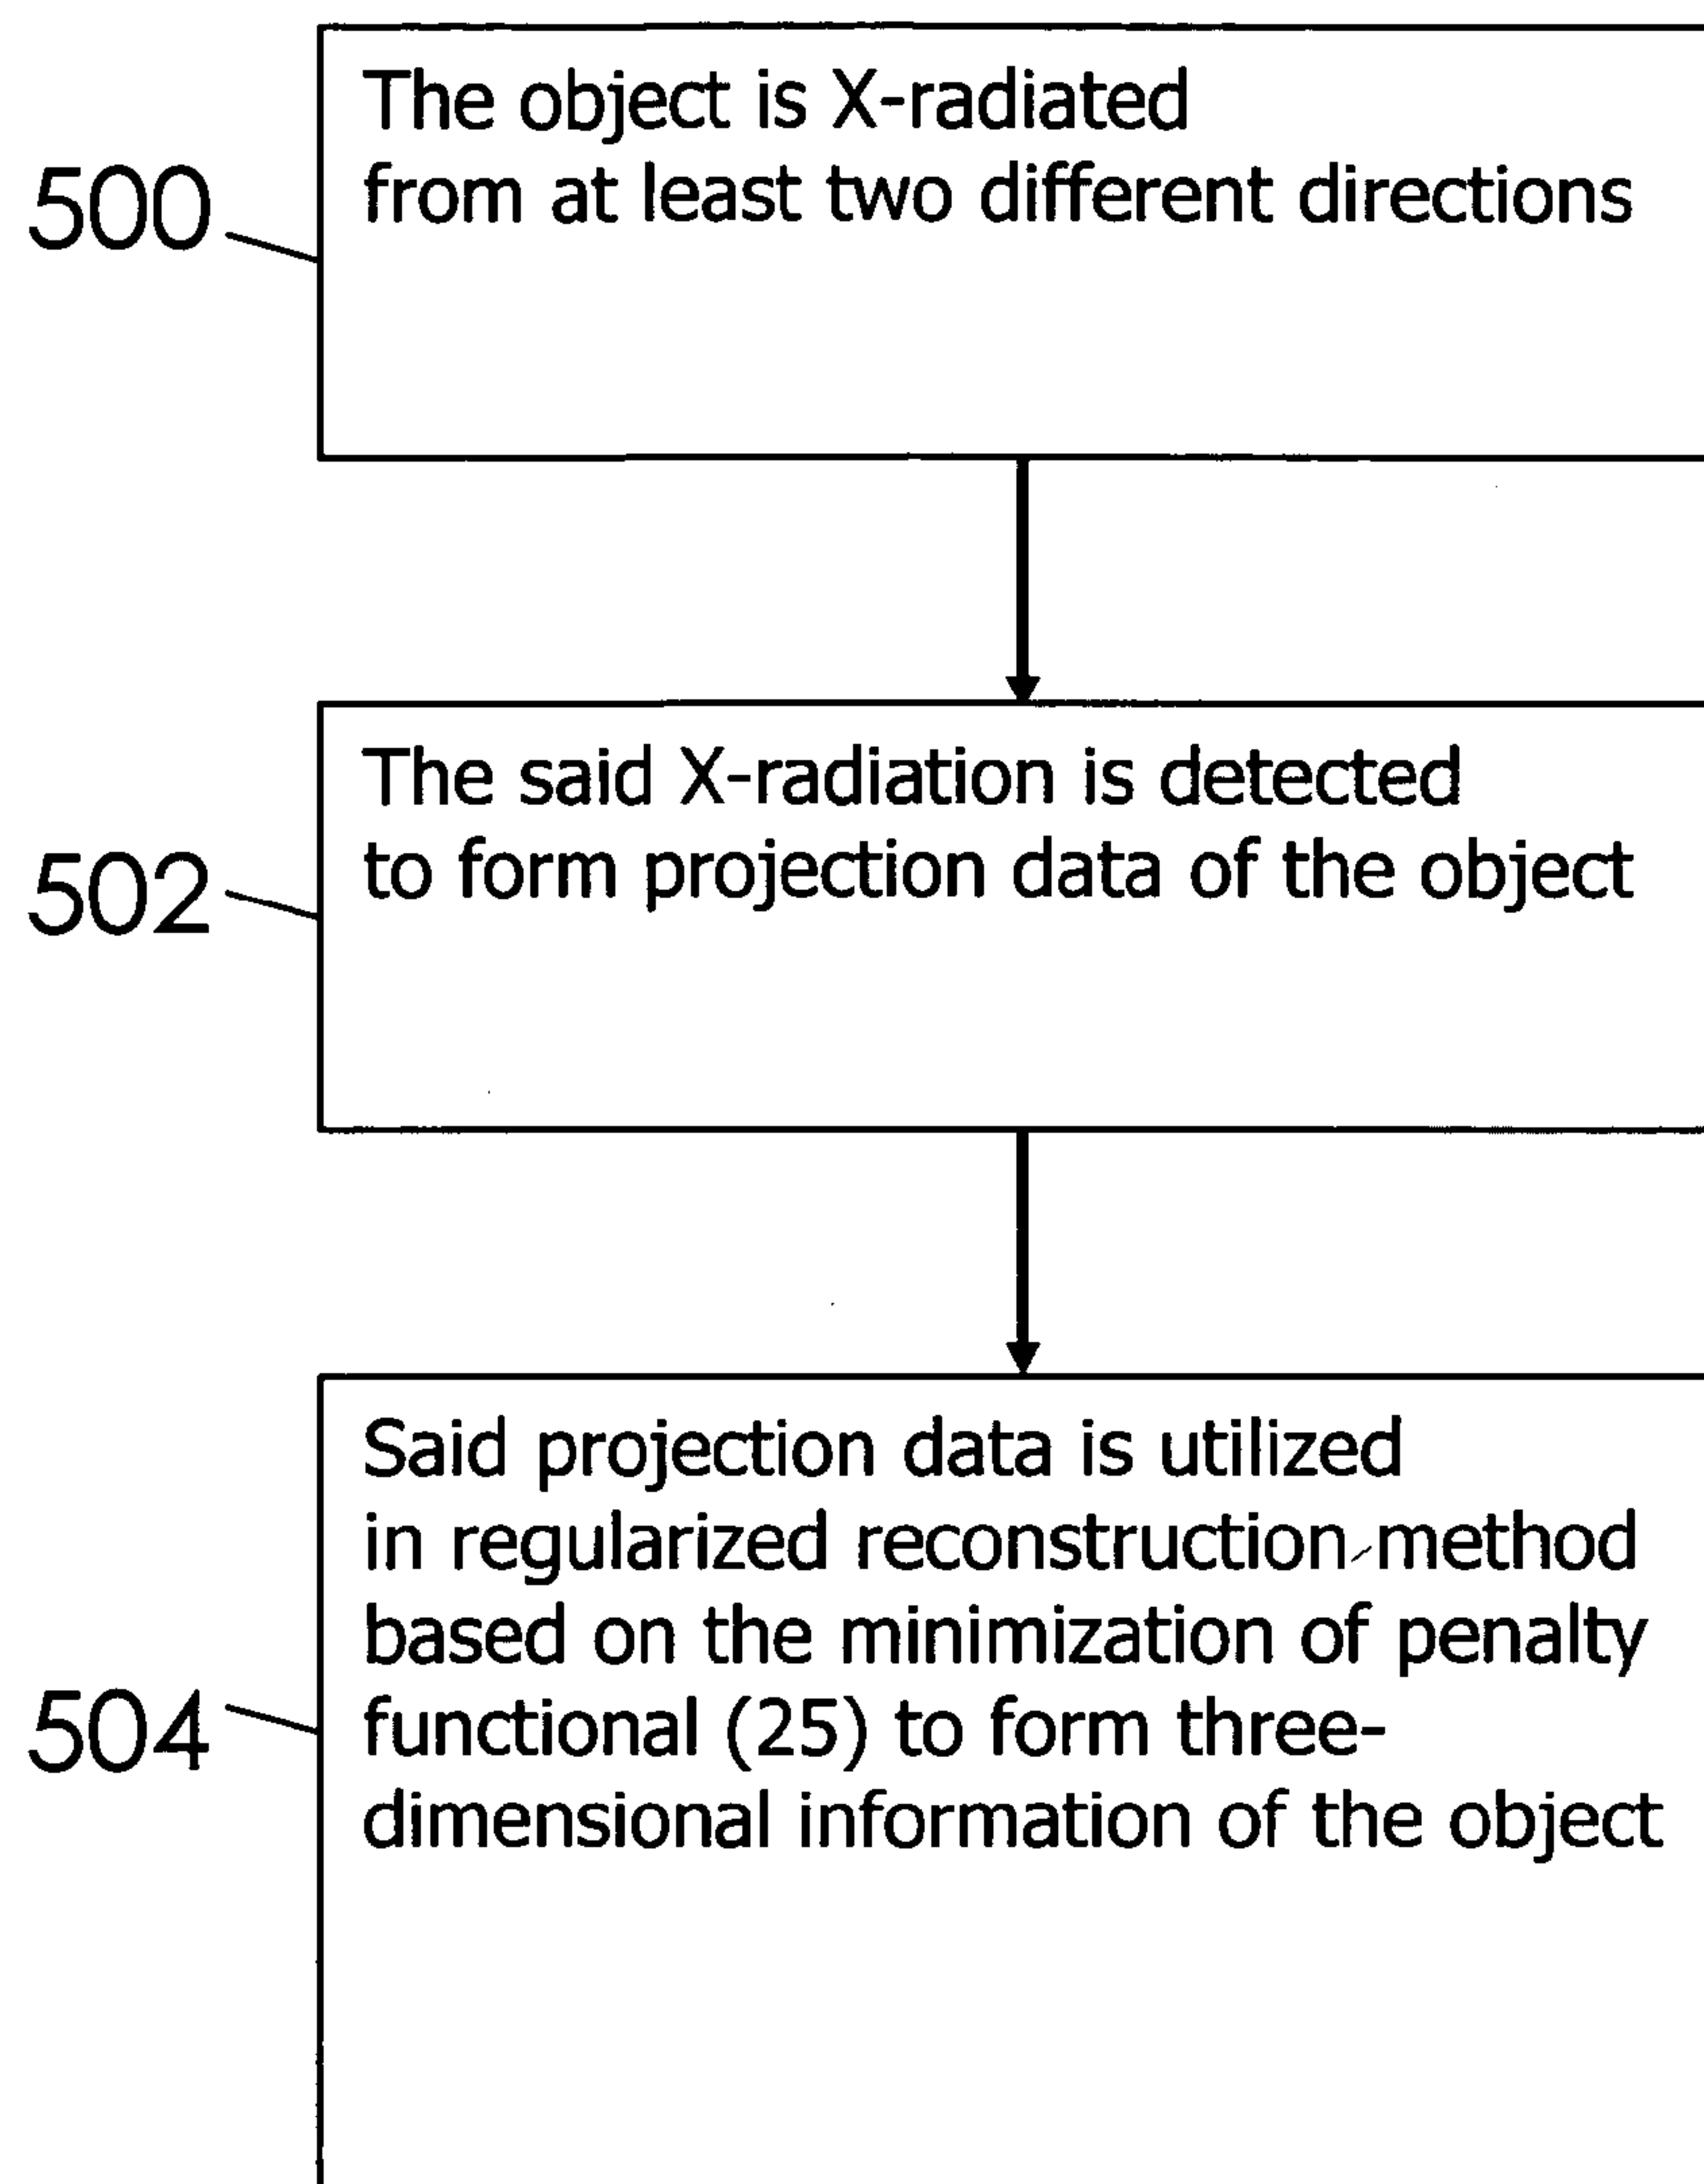 The object is X-radiated
from at least two different directions
500
The said X-radiation is detected
to form projection data of the object
502
Said projection data is utilized
in regularized reconstruction method
based on the minimization of penalty
functional (25) to form three-
dimensional information of the object
504